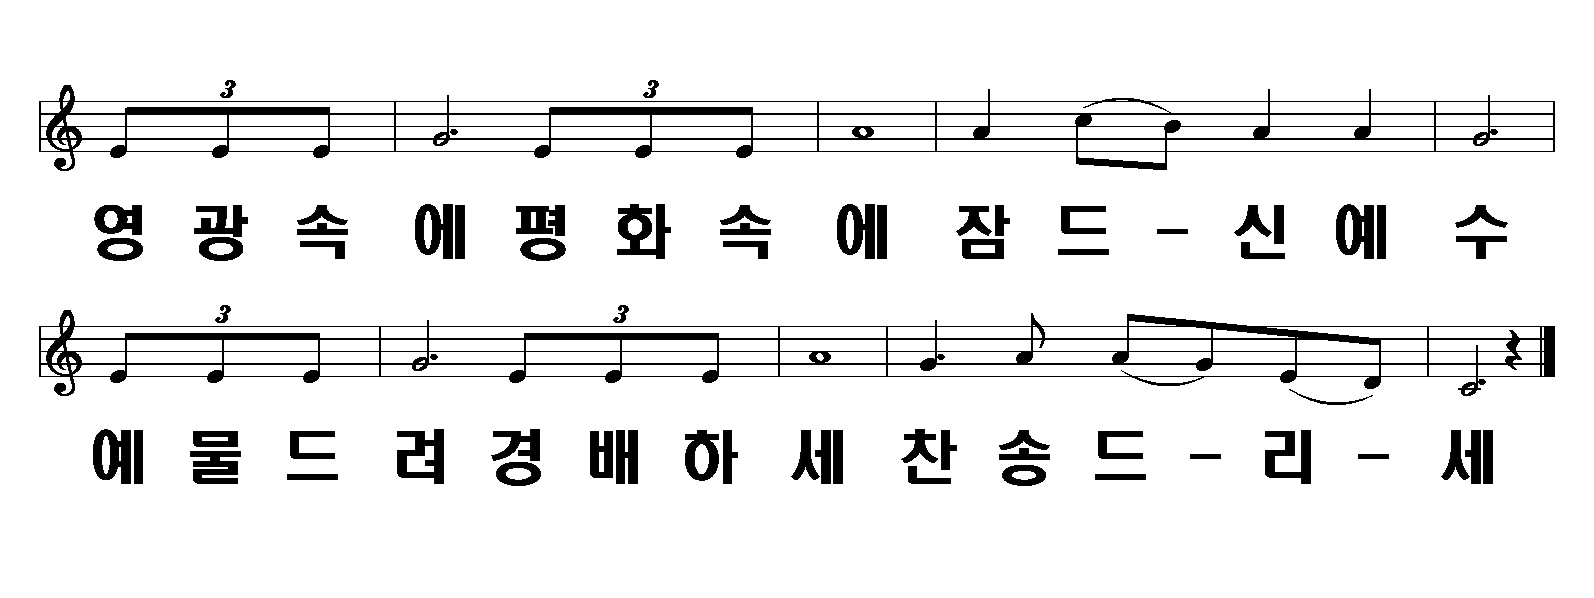 3 3
영 광 속 에 평 화 속 에 잠 드 - 신 예 수
3 3
예 물 드 려 경 배 하 세 찬 송 드 - 리 - 세